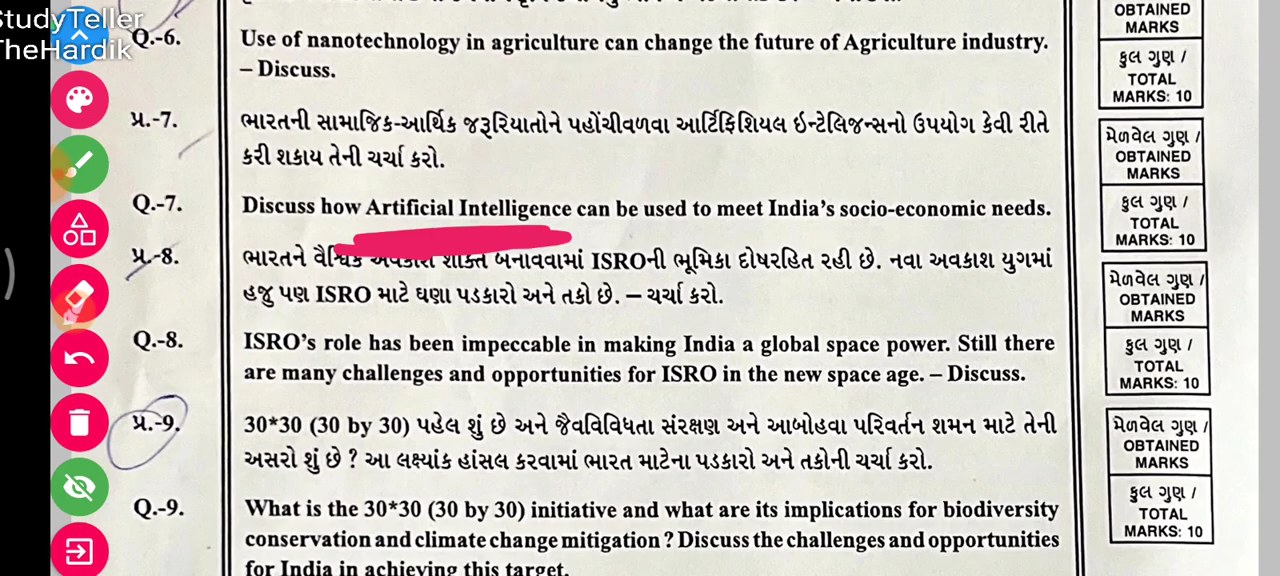 StudyTeller
TheHardik
Q.-6.
Use of nanotechnology in agriculture can change the future of Agriculture industry.
– Discuss.
પ્ર.-7.
ભારતની સામાજિક-આર્થિક જરૂરિયાતોને પહોંચીવળવા આર્ટિફિશિયલ ઇન્ટેલિજન્સનો ઉપયોગ કેવી રીતે
કરી શકાય તેની ચર્ચા કરો.
Q.-7.
Discuss how Artificial Intelligence can be used to meet India’s socio-economic needs.
પ્ર.-8.
ભારતને વૈશ્વિક અવકાશ શક્તિ બનાવવામાં ISROની ભૂમિકા દોષરહિત રહી છે. નવા અવકાશ યુગમાં
હજુ પણ ISRO માટે ઘણા પડકારો અને તકો છે. – ચર્ચા કરો.
Q.-8.
ISRO’s role has been impeccable in making India a global space power. Still there
are many challenges and opportunities for ISRO in the new space age. – Discuss.
પ્ર.-9.
30*30 (30 by 30) પહેલ શું છે અને જૈવવિવિધતા સંરક્ષણ અને આબોહવા પરિવર્તન શમન માટે તેની
અસરો શું છે ? આ લક્ષ્યાંક હાંસલ કરવામાં ભારત માટેના પડકારો અને તકોની ચર્ચા કરો.
Q.-9.
What is the 30*30 (30 by 30) initiative and what are its implications for biodiversity
conservation and climate change mitigation ? Discuss the challenges and opportunities
for India in achieving this target.
OBTAINED
MARKS
કુલ ગુણ /
TOTAL
MARKS: 10
મેળવેલ ગુણ /
OBTAINED
MARKS
કુલ ગુણ /
TOTAL
MARKS: 10
મેળવેલ ગુણ /
OBTAINED
MARKS
કુલ ગુણ /
TOTAL
MARKS: 10
મેળવેલ ગુણ /
OBTAINED
MARKS
કુલ ગુણ /
TOTAL
MARKS: 10